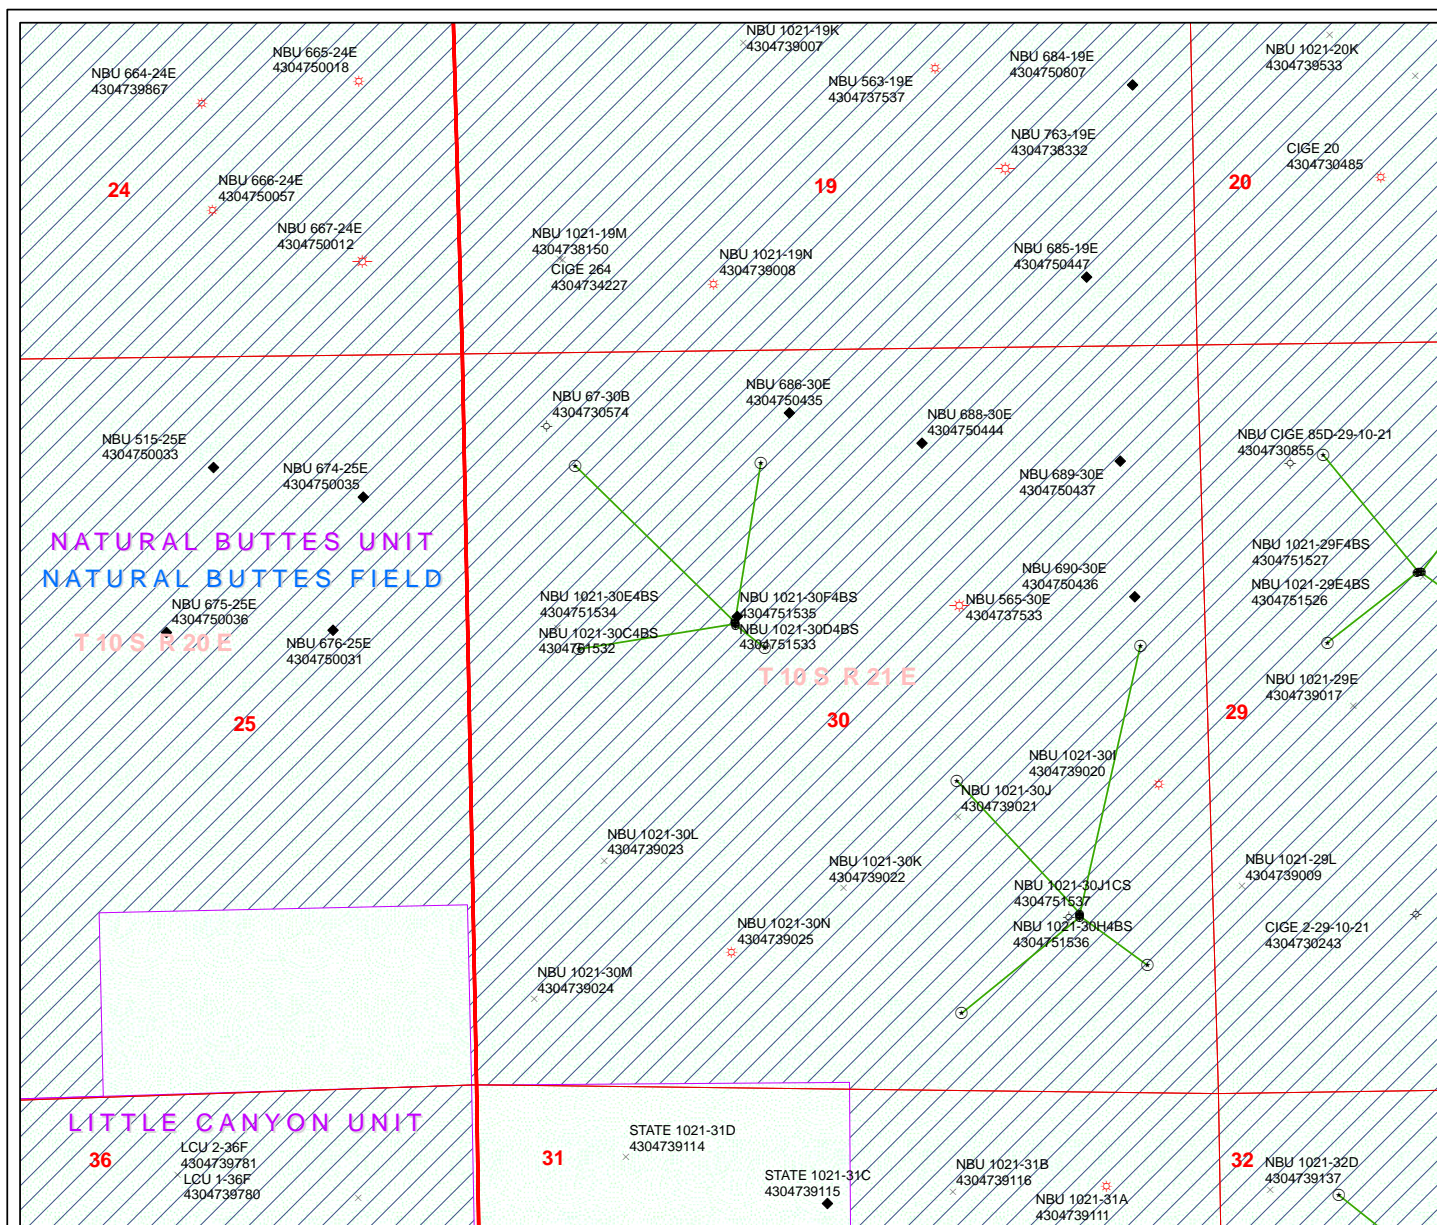 NBU 1021-19K
4304739007
NBU 665-24E
4304750018
NBU 684-19E
4304750807
NBU 1021-20K
4304739533
NBU 664-24E
4304739867
NBU 563-19E
4304737537
NBU 763-19E
4304738332
CIGE 20
4304730485
24
19
20
NBU 666-24E
4304750057
NBU 667-24E
4304750012
NBU 1021-19M
4304738150
CIGE 264
4304734227
NBU 1021-19N
4304739008
NBU 685-19E
4304750447
NBU 67-30B
4304730574
NBU 686-30E
4304750435
NBU 688-30E
4304750444
NBU 515-25E
4304750033
NBU 674-25E
4304750035
NBU 689-30E
4304750437
NBU CIGE 85D-29-10-21
4304730855
NATURAL BUTTES UNIT
NATURAL BUTTES FIELD
NBU 1021-29F4BS
4304751527
NBU 1021-29E4BS
4304751526
NBU 690-30E
4304750436
NBU 565-30E
4304737533
NBU 1021-30E4BS
4304751534
NBU 1021-30C4BS
4304751532
NBU 1021-30F4BS
4304751535
NBU 1021-30D4BS
4304751533
NBU 675-25E
4304750036
T 10 S R 20 E
NBU 676-25E
4304750031
T 10 S R 21 E
NBU 1021-29E
4304739017
25
30
29
NBU 1021-30I
4304739020
NBU 1021-30J
4304739021
NBU 1021-30L
4304739023
NBU 1021-30K
4304739022
NBU 1021-29L
4304739009
NBU 1021-30J1CS
4304751537
NBU 1021-30H4BS
4304751536
NBU 1021-30N
4304739025
CIGE 2-29-10-21
4304730243
NBU 1021-30M
4304739024
LITTLE CANYON UNIT
36
LCU 2-36F
4304739781
LCU 1-36F
4304739780
31
STATE 1021-31D
4304739114
STATE 1021-31C
4304739115
NBU 1021-31B
4304739116
NBU 1021-31A
4304739111
32
NBU 1021-32D
4304739137